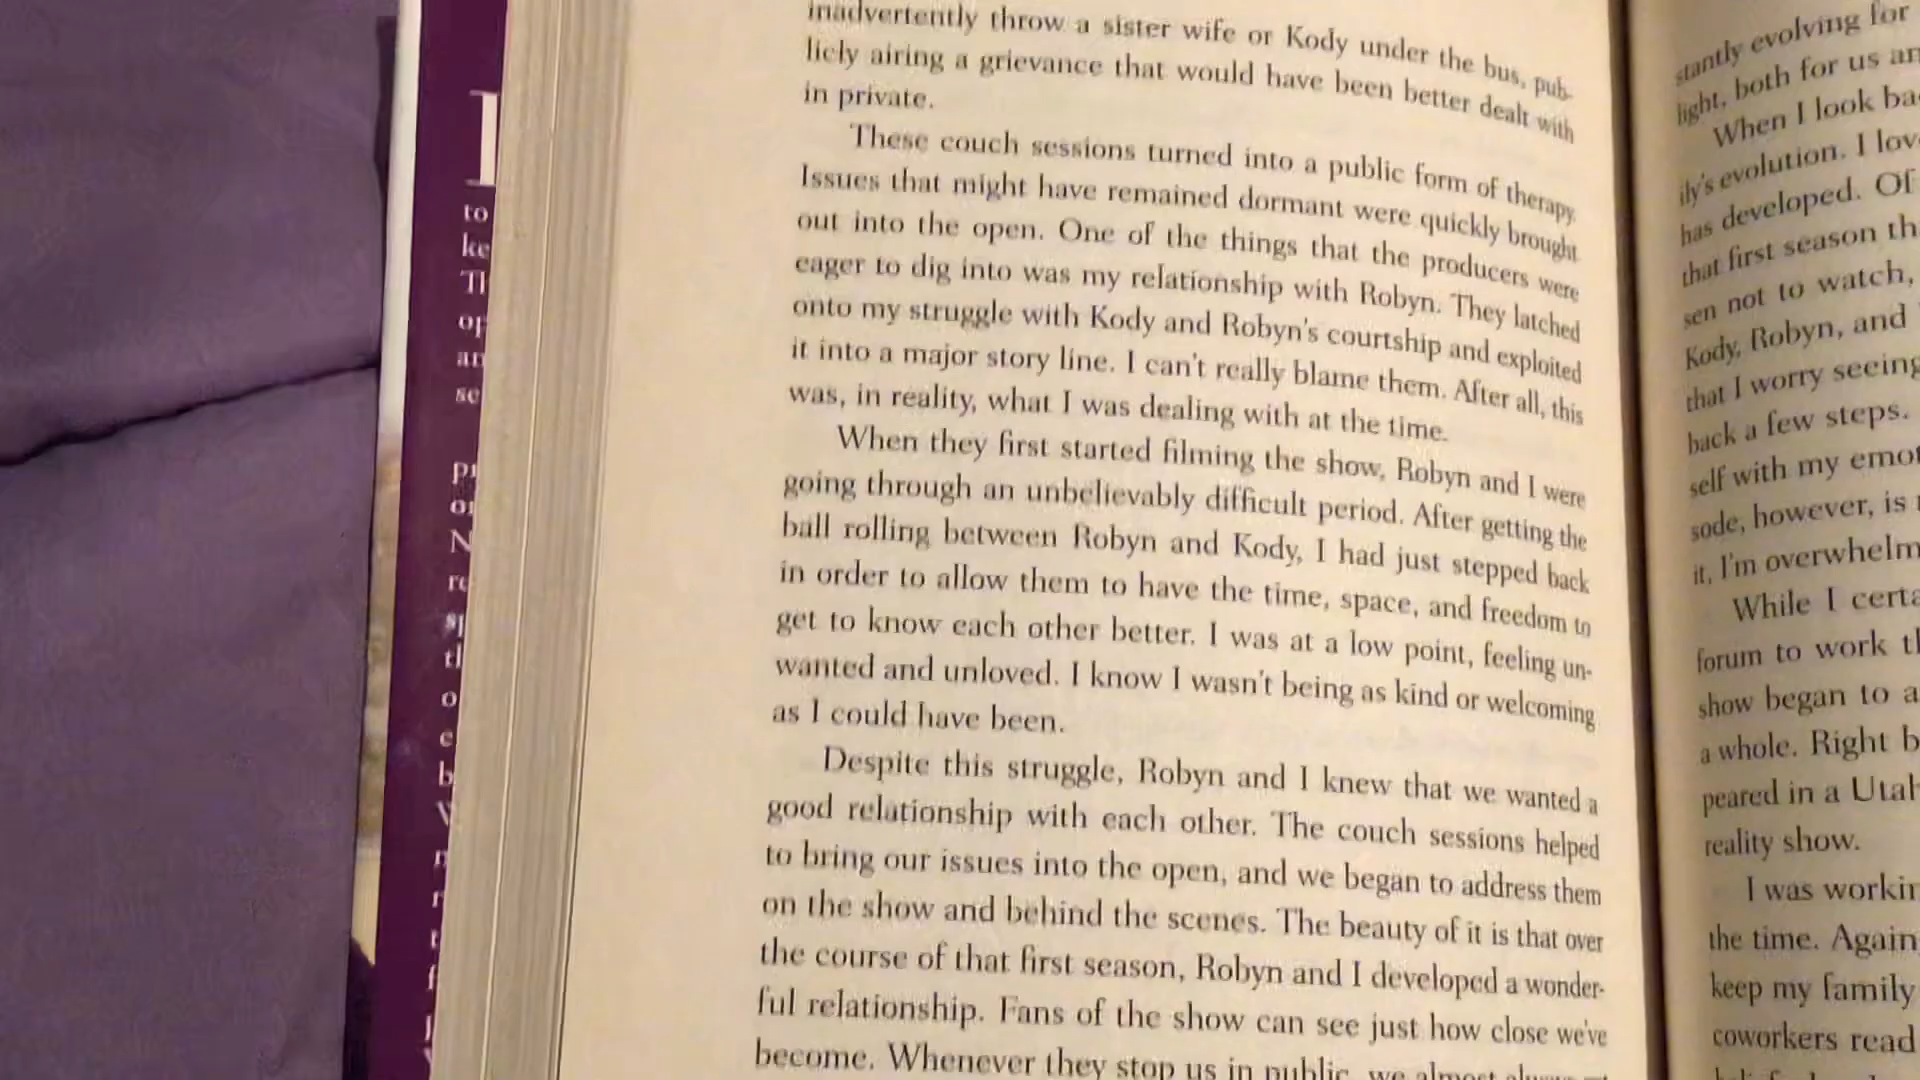 inadvertently throw a sister wife or Kody under the bus, pub-
licly airing a grievance that would have been better dealt with
in private.
These couch sessions turned into a public form of therapy.
Issues that might have remained dormant were quickly brought
out into the open. One of the things that the producers were
eager to dig into was my relationship with Robyn. They latched
onto my struggle with Kody and Robyn's courtship and exploited
it into a major story line. I can't really blame them. After all, this
was, in reality, what I was dealing with at the time.
When they first started filming the show, Robyn and I were
going through an unbelievably difficult period. After getting the
ball rolling between Robyn and Kody, I had just stepped back
in order to allow them to have the time, space, and freedom to
get to know each other better. I was at a low point, feeling un-
wanted and unloved. I know I wasn't being as kind or welcoming
as I could have been.
Despite this struggle, Robyn and I knew that we wanted a
good relationship with each other. The couch sessions helped
to bring our issues into the open, and we began to address them
on the show and behind the scenes. The beauty of it is that over
the course of that first season, Robyn and I developed a wonder-
ful relationship. Fans of the show can see just how close we've
become. Whenever they stop us in public, we almost
stantly evolving for
light, both for us
When I look
ily's evolution. I
has developed. Of
that first season
sen not to watch,
Kody, Robyn, and
that I worry seeing
back a few steps.
self with my
sode, however, is
it, I'm
While I
forum to work
show began to
a whole. Right
peared in a
reality show.
I was
the time.
keep my family
coworkers read
to